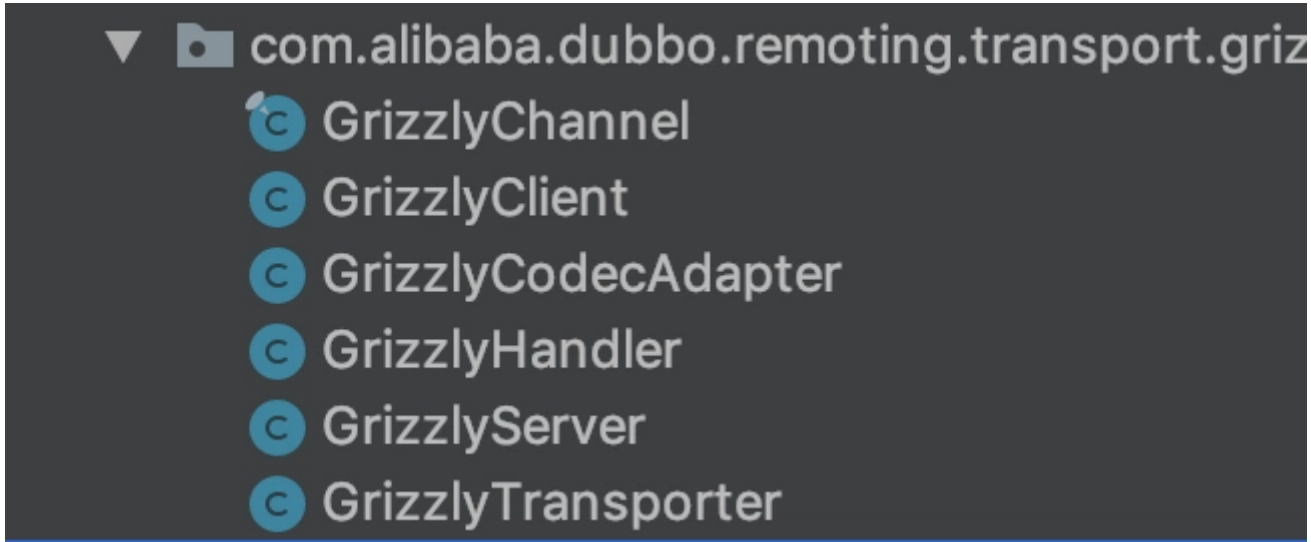 com.alibaba.dubbo.remoting.transport.griz
C GrizzlyChannel
C GrizzlyClient
C GrizzlyCodecAdapter
C GrizzlyHandler
C GrizzlyServer
C GrizzlyTransporter